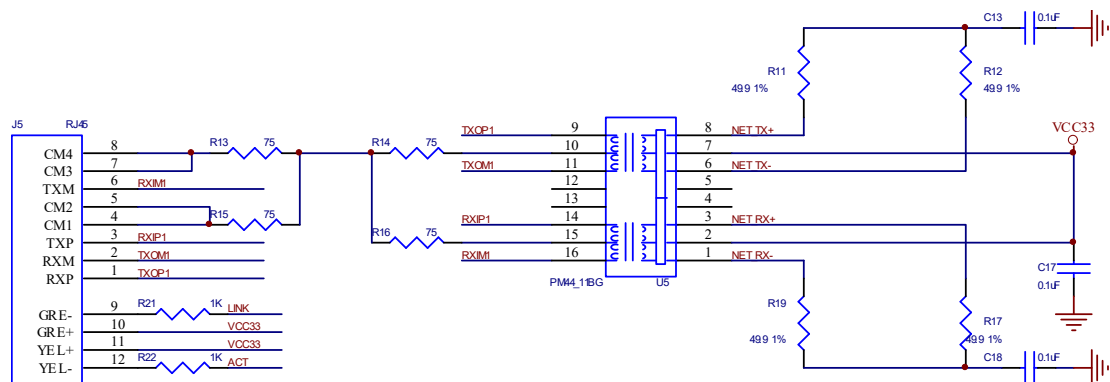 C13 0.1uF
R11 R12
49.9 1% 49.9 1%
J5 RJ45
VCC33
R13 75 R14 75 TXOP1 9 8 NET TX+
CM4 8 10 7
CM3 7 TXOM1 11 6 NET TX-
TXM 6 RXIM1 12 5
CM2 5 13 4
CM1 4 R15 75 RXIP1 14 3 NET RX+
TXP 3 RXIP1 R16 75 15 2
RXM 2 TXOM1 RXIM1 16 1 NET RX-
RXP 1 TXOP1
PM44_11BG U5
C17
0.1uF
GRE- 9 R21 1K LINK
GRE+ 10 VCC33
YEL+ 11 VCC33
YEL- 12 R22 1K ACT
R19 R17
49.9 1% 49.9 1%
C18 0.1uF